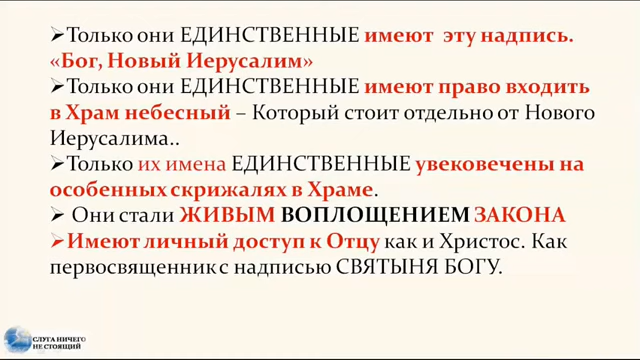 ➢Только они ЕДИНСТВЕННЫЕ имеют эту надпись.
«Бог, Новый Иерусалим»
➢Только они ЕДИНСТВЕННЫЕ имеют право входить
в Храм небесный – Который стоит отдельно от Нового
Иерусалима..
➢Только их имена ЕДИНСТВЕННЫЕ увековечены на
особенных скрижалях в Храме.
➢ Они стали ЖИВЫМ ВОПЛОЩЕНИЕМ ЗАКОНА
➢Имеют личный доступ к Отцу как и Христос. Как
первосвященник с надписью СВЯТЫНЯ БОГУ.
СЛУГА НИЧЕГО
НЕ СТОЯЩИЙ